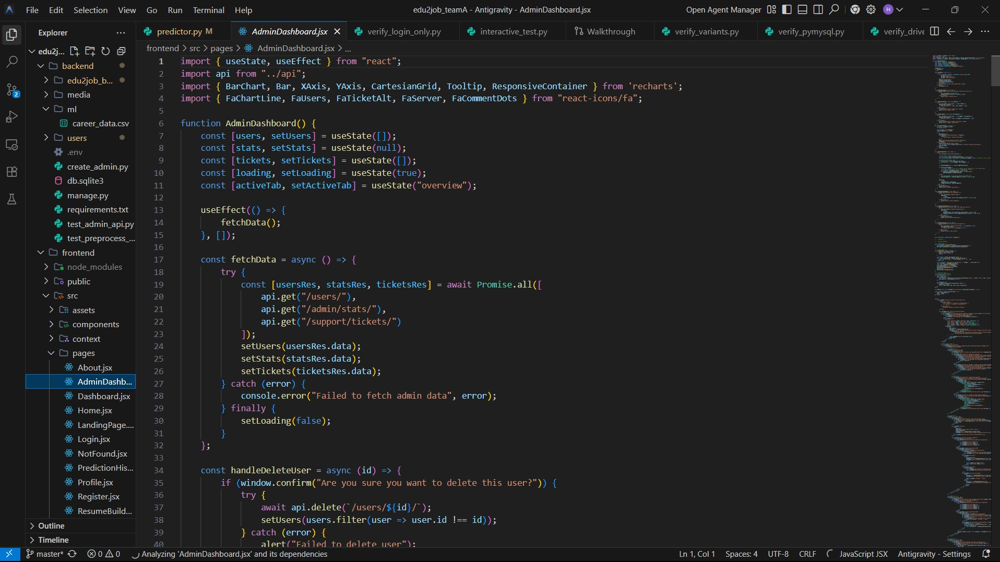 File Edit Selection View Go Run Terminal Help
edu2job_teamA - Antigravity - AdminDashboard.jsx
Open Agent Manager
H
Explorer
predictor.py M
AdminDashboard.jsx
verify_login_only.py
interactive_test.py
Walkthrough
verify_variants.py
verify_pymysql.py
verify_drive
edu2j...
backend
edu2job_b...
media
ml
career_data.csv
users
.env
create_admin.py
db.sqlite3
manage.py
requirements.txt
test_admin_api.py
test_preprocess_...
frontend
node_modules
public
src
assets
components
context
pages
About.jsx
AdminDashb...
Dashboard.jsx
Home.jsx
LandingPage....
Login.jsx
NotFound.jsx
PredictionHis...
Profile.jsx
Register.jsx
ResumeBuild...
Outline
Timeline
2
frontend > src > pages > AdminDashboard.jsx > ...
1 import { useState, useEffect } from "react";
2 import api from "../api";
3 import { BarChart, Bar, XAxis, YAxis, CartesianGrid, Tooltip, ResponsiveContainer } from 'recharts';
4 import { FaChartLine, FaUsers, FaTicketAlt, FaServer, FaCommentDots } from "react-icons/fa";
5
6 function AdminDashboard() {
7 const [users, setUsers] = useState([]);
8 const [stats, setStats] = useState(null);
9 const [tickets, setTickets] = useState([]);
10 const [loading, setLoading] = useState(true);
11 const [activeTab, setActiveTab] = useState("overview");
12
13 useEffect(() => {
14 fetchData();
15 }, []);
16
17 const fetchData = async () => {
18 try {
19 const [usersRes, statsRes, ticketsRes] = await Promise.all([
20 api.get("/users/"),
21 api.get("/admin/stats/"),
22 api.get("/support/tickets/")
23 ]);
24 setUsers(usersRes.data);
25 setStats(statsRes.data);
26 setTickets(ticketsRes.data);
27 } catch (error) {
28 console.error("Failed to fetch admin data", error);
29 } finally {
30 setLoading(false);
31 }
32 };
33
34 const handleDeleteUser = async (id) => {
35 if (window.confirm("Are you sure you want to delete this user?")) {
36 try {
37 await api.delete(`/users/${id}/`);
38 setUsers(users.filter(user => user.id !== id));
39 } catch (error) {
40 alert("Failed to delete user");
master* 0 0 Analyzing 'AdminDashboard.jsx' and its dependencies
Ln 1, Col 1 Spaces: 4 UTF-8 CRLF JavaScript JSX Antigravity - Settings